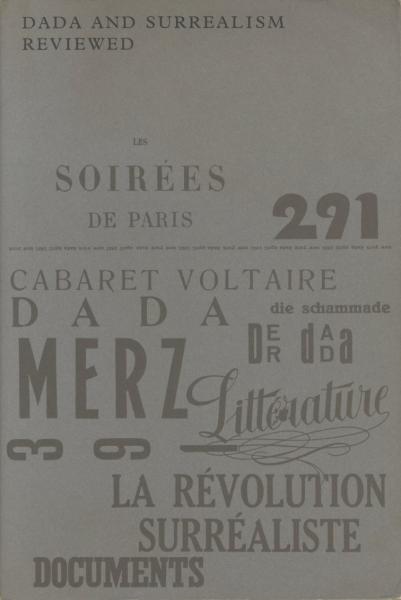 DADA AND SURREALISM
REVIEWED
LES
SOIRÉES
DE PARIS
291
CABARET VOLTAIRE
DADA
die schammade
DER dADAa
MERZ
Littérature
391
LA RÉVOLUTION
SURRÉALISTE
DOCUMENTS